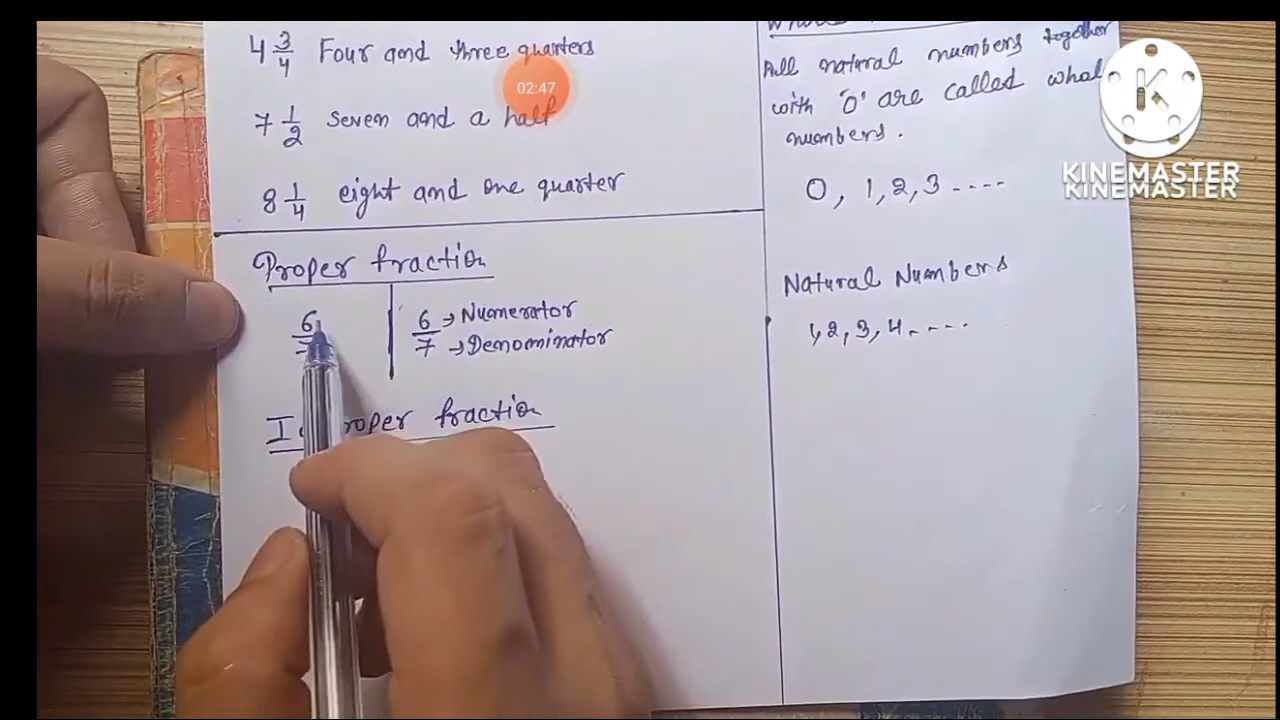 4 3/4 Four and three quarters
02:47
7 1/2 seven and a half
8 1/4 eight and one quarter
Proper fraction
6
6 → Numerator
7 → Denominator
fraction
All natural numbers together
with '0' are called
numbers.
0, 1, 2, 3 ....
Natural Numbers
1, 2, 3, 4 ....
K
KINEMASTER
KINEMASTER